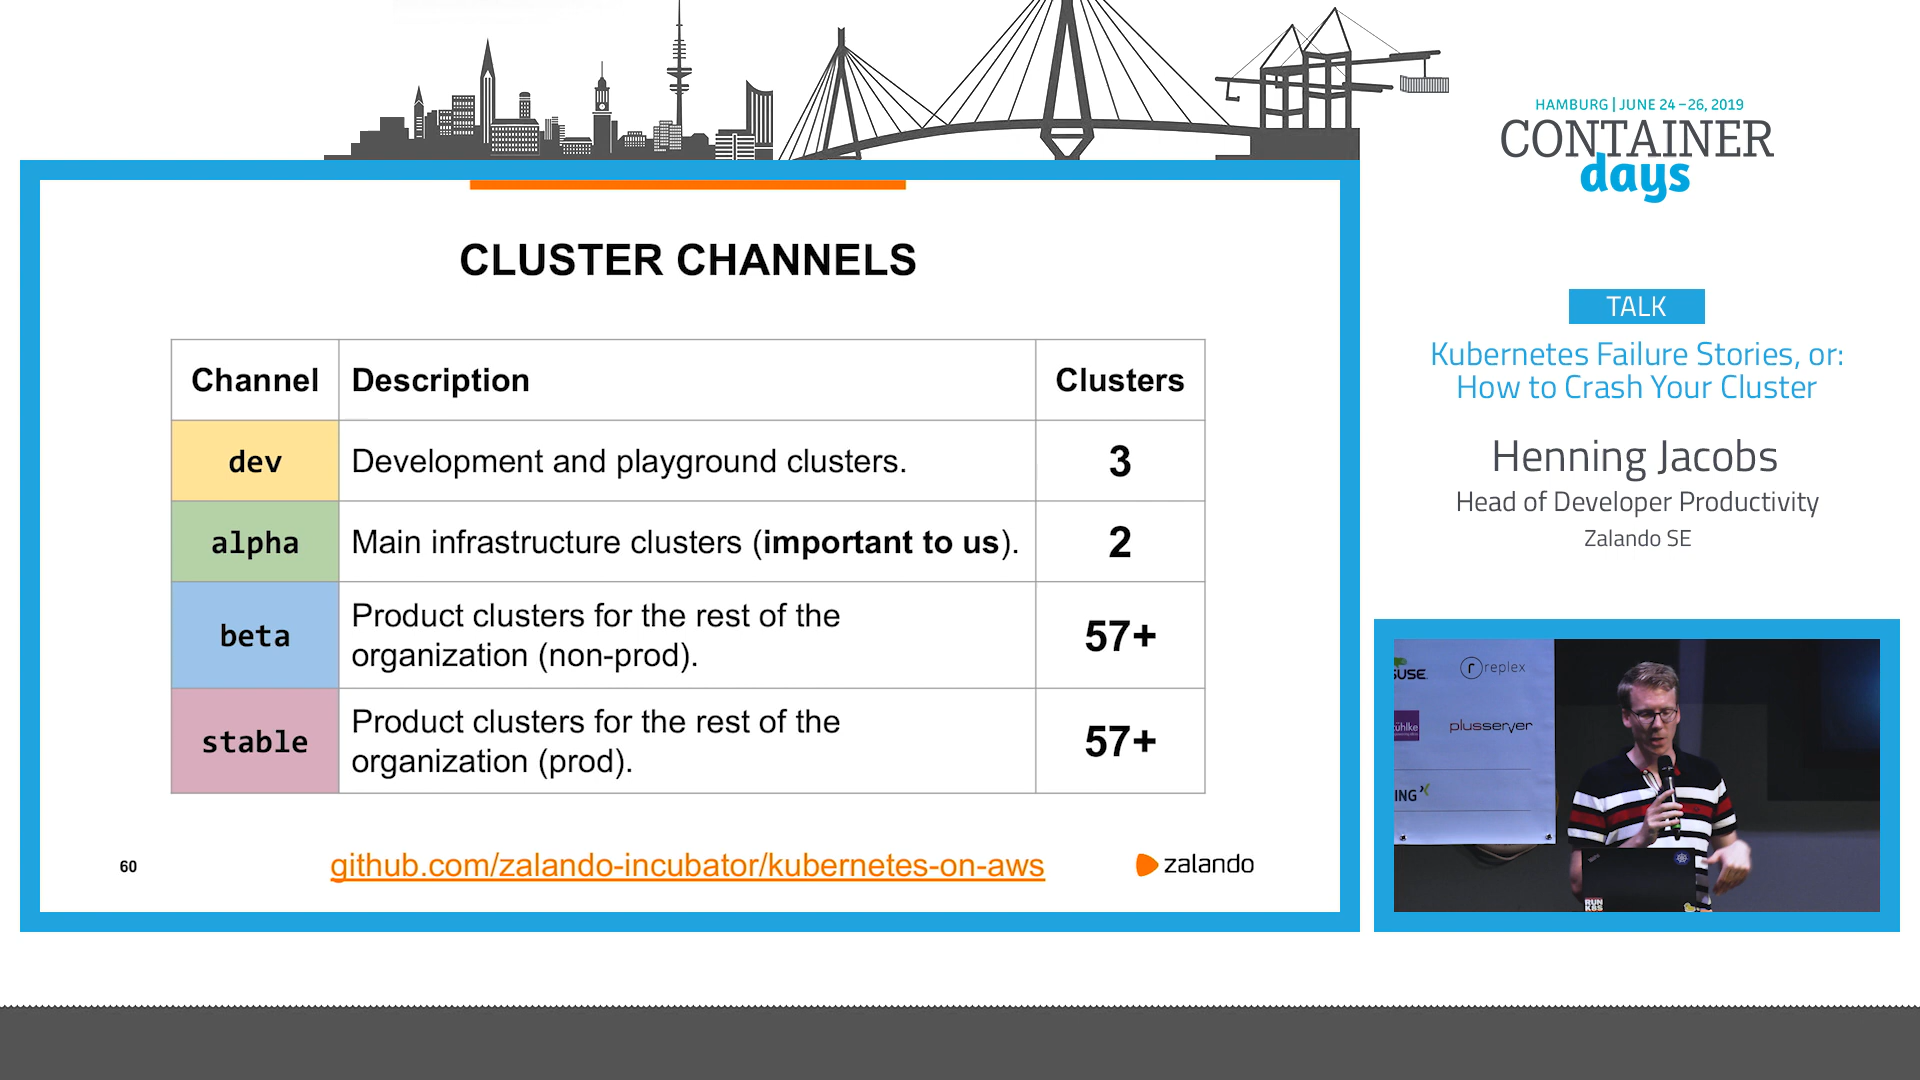 HAMBURG | JUNE 24 – 26, 2019
CONTAINER
days
CLUSTER CHANNELS
Channel Description Clusters
dev Development and playground clusters. 3
alpha Main infrastructure clusters (important to us). 2
beta Product clusters for the rest of the
organization (non-prod). 57+
stable Product clusters for the rest of the
organization (prod). 57+
60 github.com/zalando-incubator/kubernetes-on-aws zalando
TALK
Kubernetes Failure Stories, or:
How to Crash Your Cluster
Henning Jacobs
Head of Developer Productivity
Zalando SE
SUSE replex
plusserver
RUN
K8S